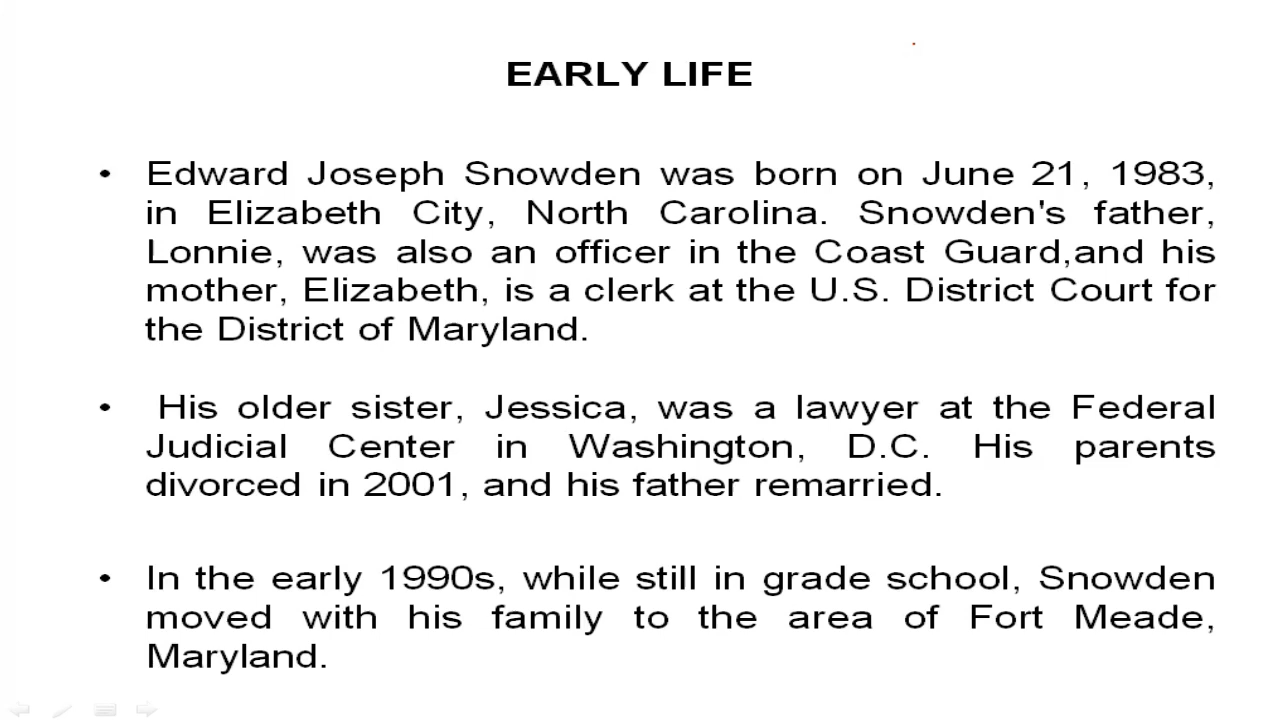 EARLY LIFE
• Edward Joseph Snowden was born on June 21, 1983,
in Elizabeth City, North Carolina. Snowden's father,
Lonnie, was also an officer in the Coast Guard,and his
mother, Elizabeth, is a clerk at the U.S. District Court for
the District of Maryland.
• His older sister, Jessica, was a lawyer at the Federal
Judicial Center in Washington, D.C. His parents
divorced in 2001, and his father remarried.
• In the early 1990s, while still in grade school, Snowden
moved with his family to the area of Fort Meade,
Maryland.